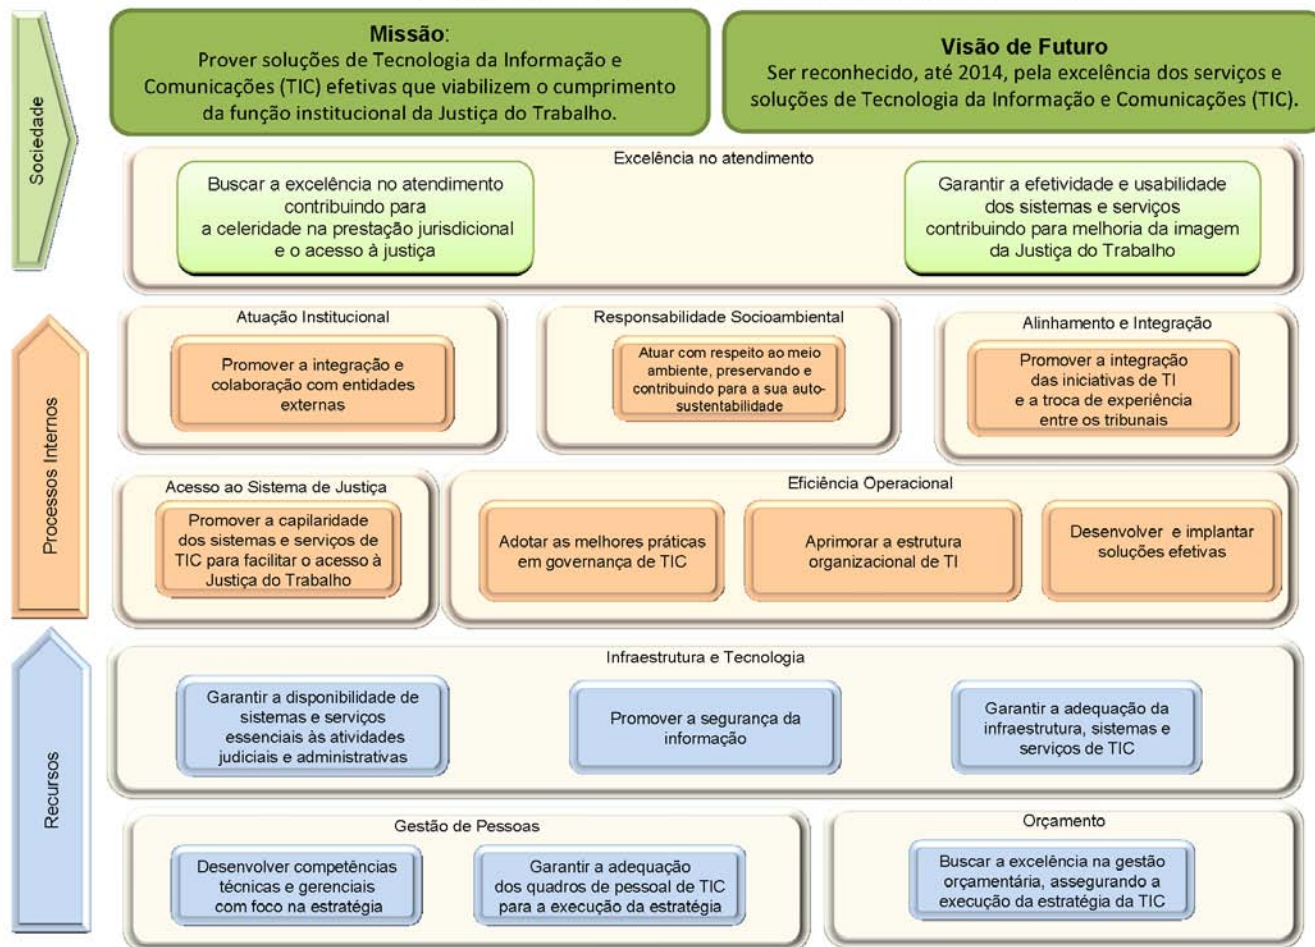 Missão:
Prover soluções de Tecnologia da Informação e
Comunicações (TIC) efetivas que viabilizem o cumprimento
da função institucional da Justiça do Trabalho.
Visão de Futuro
Ser reconhecido, até 2014, pela excelência dos serviços e
soluções de Tecnologia da Informação e Comunicações (TIC).
Sociedade
Excelência no atendimento
Buscar a excelência no atendimento
contribuindo para
a celeridade na prestação jurisdicional
e o acesso à justiça
Garantir a efetividade e usabilidade
dos sistemas e serviços
contribuindo para melhoria da imagem
da Justiça do Trabalho
Processos Internos
Atuação Institucional
Promover a integração e
colaboração com entidades
externas
Responsabilidade Socioambiental
Atuar com respeito ao meio
ambiente, preservando e
contribuindo para a sua auto-
sustentabilidade
Alinhamento e Integração
Promover a integração
das iniciativas de TI
e a troca de experiência
entre os tribunais
Acesso ao Sistema de Justiça
Promover a capilaridade
dos sistemas e serviços de
TIC para facilitar o acesso à
Justiça do Trabalho
Eficiência Operacional
Adotar as melhores práticas
em governança de TIC
Aprimorar a estrutura
organizacional de TI
Desenvolver e implantar
soluções efetivas
Recursos
Infraestrutura e Tecnologia
Garantir a disponibilidade de
sistemas e serviços
essenciais às atividades
judiciais e administrativas
Promover a segurança da
informação
Garantir a adequação da
infraestrutura, sistemas e
serviços de TIC
Gestão de Pessoas
Desenvolver competências
técnicas e gerenciais
com foco na estratégia
Garantir a adequação
dos quadros de pessoal de TIC
para a execução da estratégia
Orçamento
Buscar a excelência na gestão
orçamentária, assegurando a
execução da estratégia da TIC